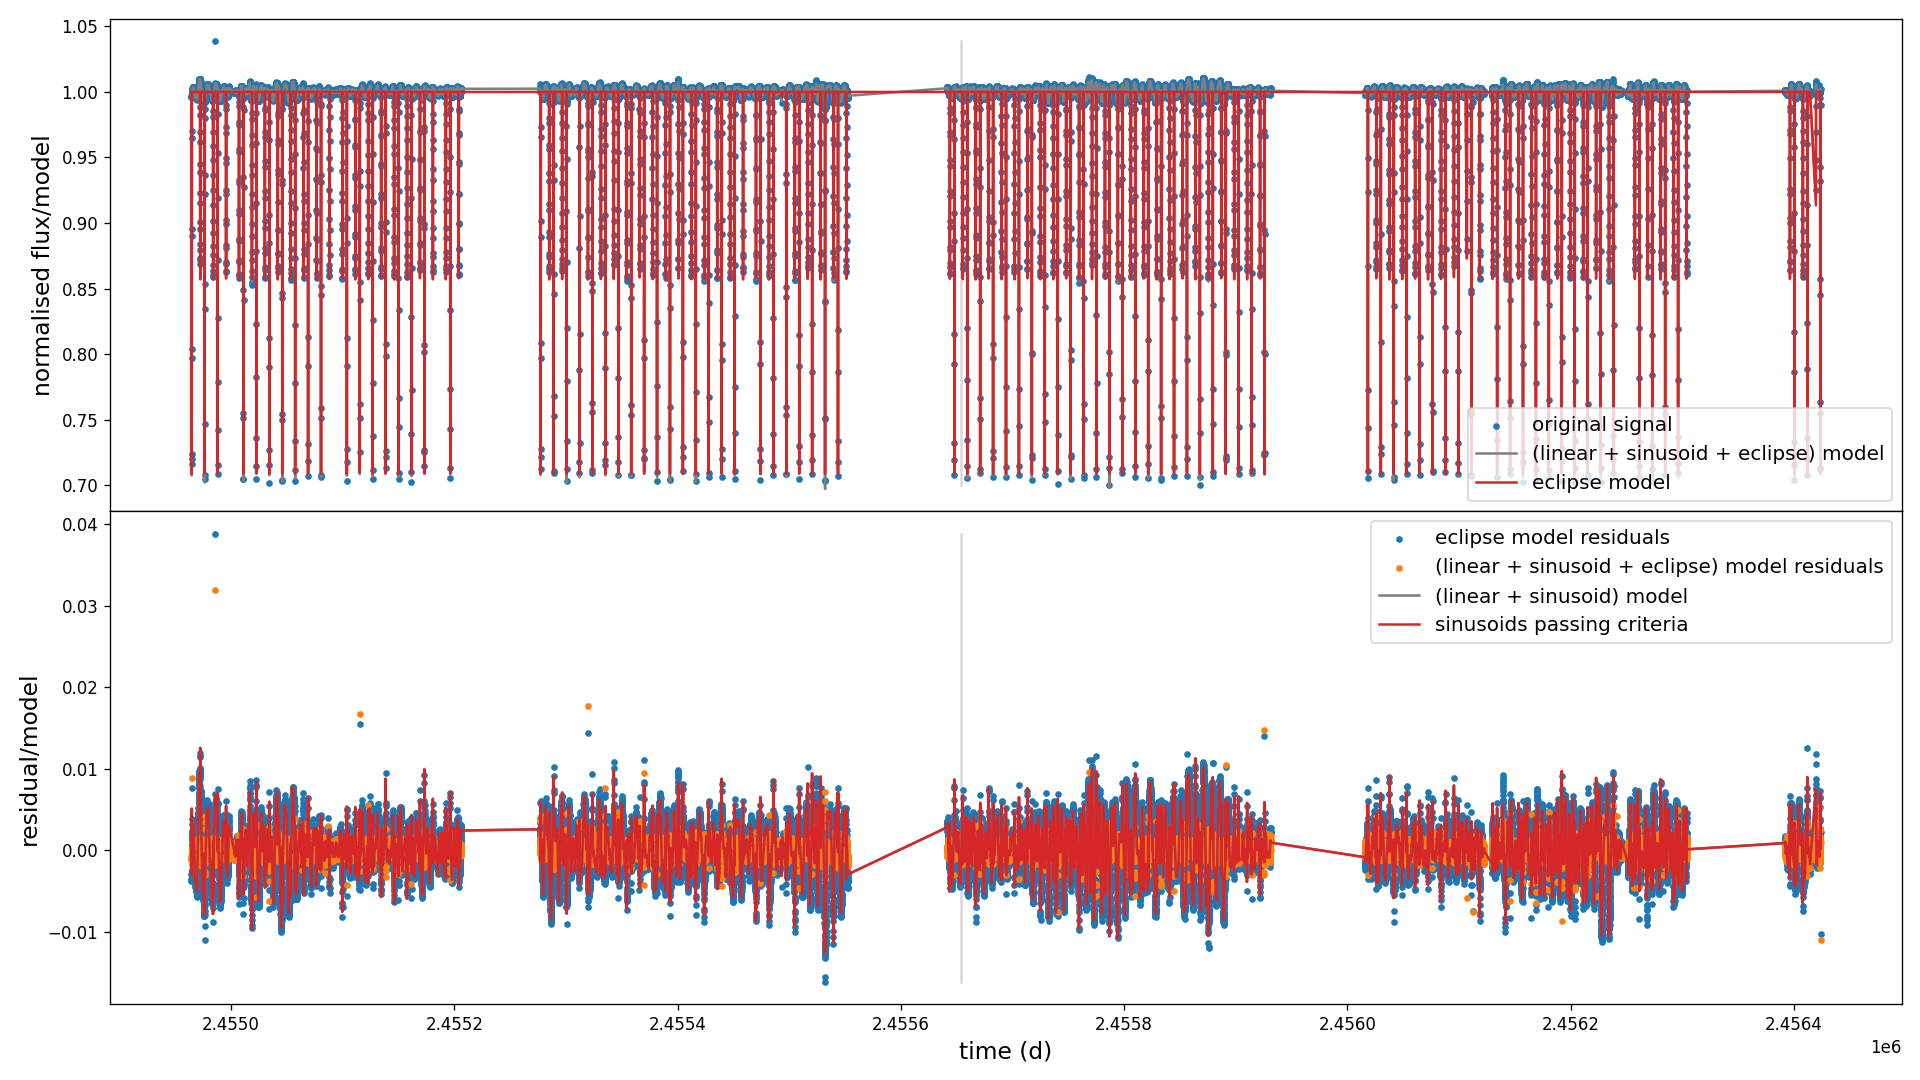 normalised flux/model
1.05
1.00
0.95
0.90
0.85
0.80
0.75
0.70
original signal
(linear + sinusoid + eclipse) model
eclipse model
residual/model
0.04
0.03
0.02
0.01
0.00
−0.01
eclipse model residuals
(linear + sinusoid + eclipse) model residuals
(linear + sinusoid) model
sinusoids passing criteria
2.4550 2.4552 2.4554 2.4556 2.4558 2.4560 2.4562 2.4564
1e6
time (d)